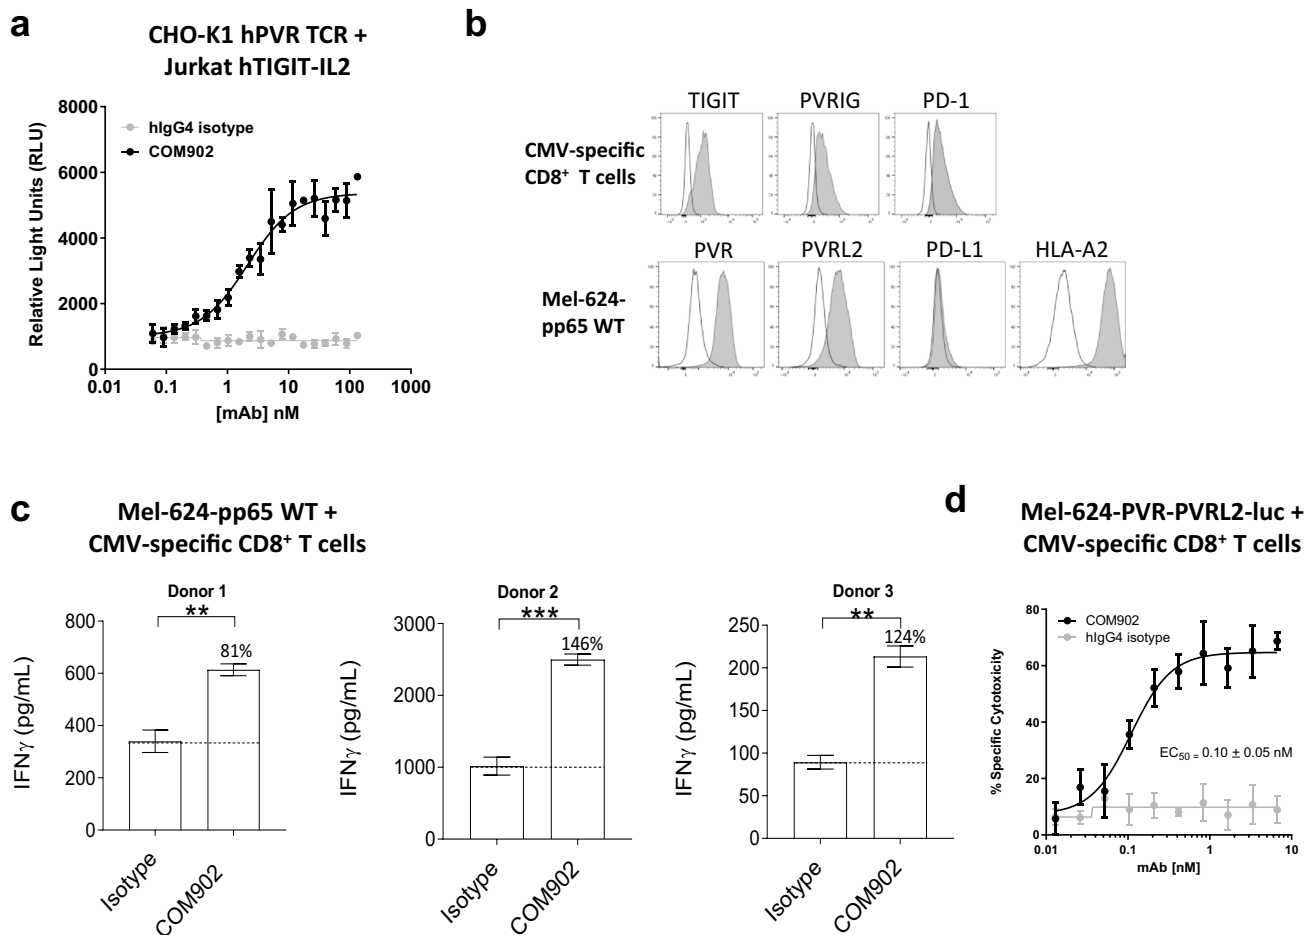 a
CHO-K1 hPVR TCR +
Jurkat hTIGIT-IL2
8000
6000
4000
2000
0
Relative Light Units (RLU)
hIgG4 isotype
COM902
0.01 0.1 1 10 100 1000
[mAb] nM
b
TIGIT PVRIG PD-1
CMV-specific
CD8+ T cells
PVR PVRL2 PD-L1 HLA-A2
Mel-624-
pp65 WT
c
Mel-624-pp65 WT +
CMV-specific CD8+ T cells
Donor 1
**
81%
800
600
400
200
0
IFNγ (pg/mL)
Isotype
COM902
Donor 2
***
146%
3000
2000
1000
0
IFNγ (pg/mL)
Isotype
COM902
Donor 3
**
124%
250
200
150
100
50
0
IFNγ (pg/mL)
Isotype
COM902
d
Mel-624-PVR-PVRL2-luc +
CMV-specific CD8+ T cells
80
60
40
20
0
% Specific Cytotoxicity
COM902
hIgG4 isotype
EC50 = 0.10 ± 0.05 nM
0.01 0.1 1 10
mAb [nM]